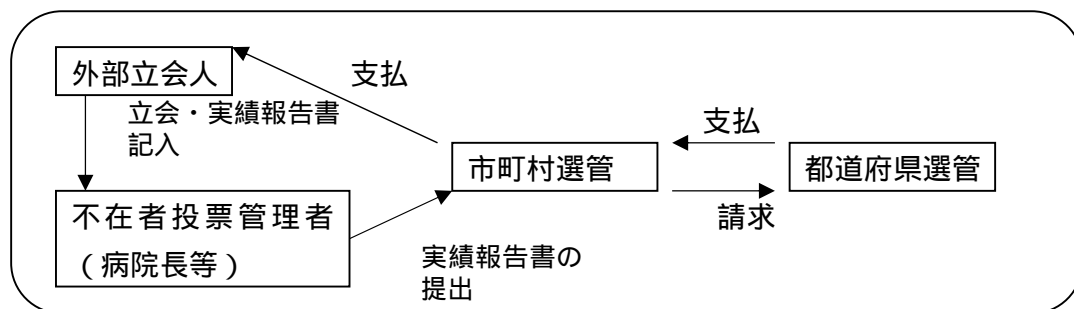 外部立会人
支払
立会・実績報告書
記入
支払
市町村選管
都道府県選管
請求
不在者投票管理者
（病院長等）
実績報告書の
提出